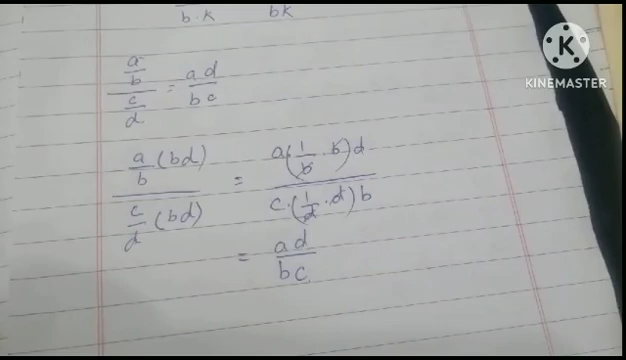 b.k bk
K
KINEMASTER
a/b / c/d = ad/bc
a/b (bd) / c/d (bd) = a(1/b . b)d / c.(1/d . d)b
= ad/bc